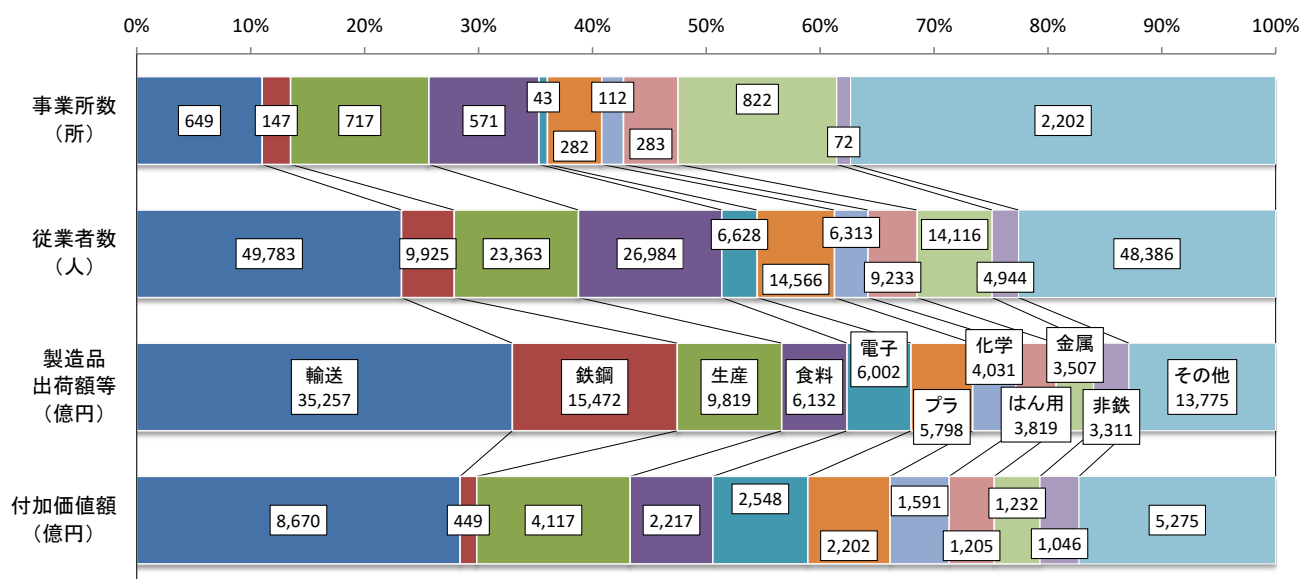 0% 10% 20% 30% 40% 50% 60% 70% 80% 90% 100%
事業所数
（所）
649 147 717 571 43 282 112 283 822 72 2,202
従業者数
（人）
49,783 9,925 23,363 26,984 6,628 14,566 6,313 9,233 14,116 4,944 48,386
製造品
出荷額等
（億円）
輸送
35,257
鉄鋼
15,472
生産
9,819
食料
6,132
電子
6,002
プラ
5,798
化学
4,031
はん用
3,819
金属
3,507
非鉄
3,311
その他
13,775
付加価値額
（億円）
8,670 449 4,117 2,217 2,548 2,202 1,591 1,205 1,232 1,046 5,275